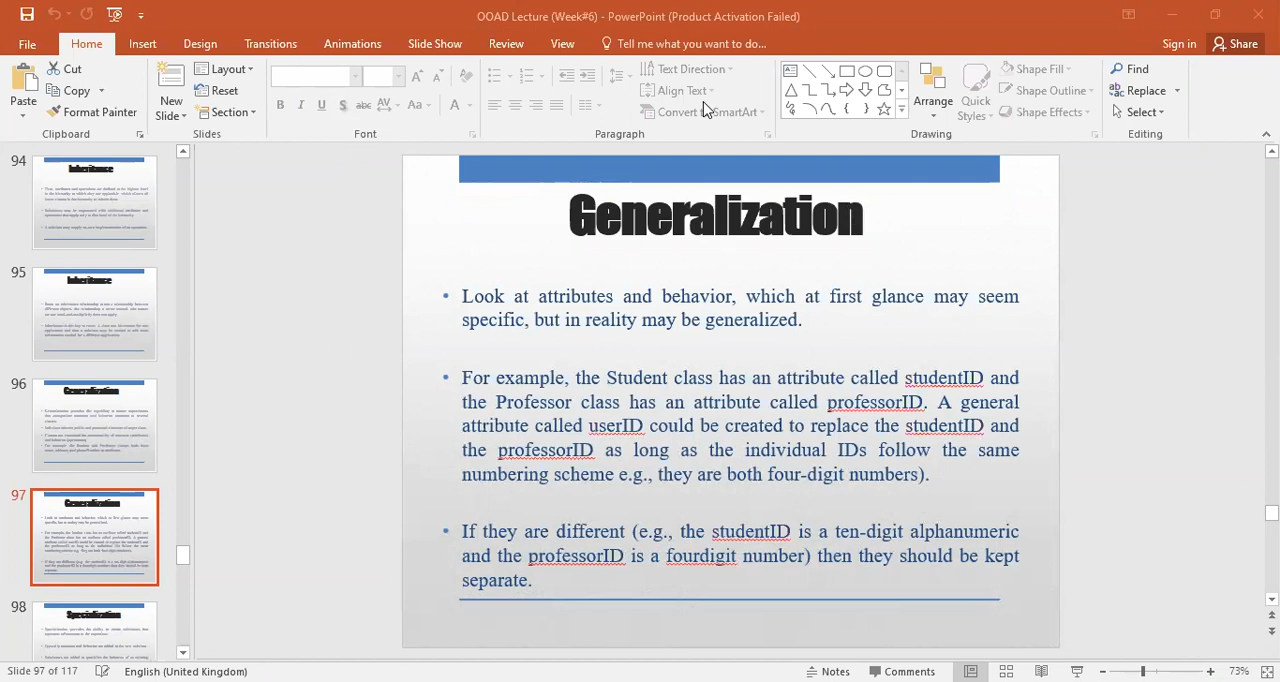 OOAD Lecture (Week#6) - PowerPoint (Product Activation Failed)
File Home Insert Design Transitions Animations Slide Show Review View Tell me what you want to do... Sign in Share
Paste Cut Copy Format Painter
Clipboard
New Slide Layout Reset Section
Slides
B I U S abc AV Aa A
Font
Text Direction
Align Text
Convert to SmartArt
Paragraph
Arrange Quick Styles
Shape Fill
Shape Outline
Shape Effects
Drawing
Find
Replace
Select
Editing
94
Inheritance
95
Inheritance
96
Generalization
97
Generalization
98
Specialization
Generalization
• Look at attributes and behavior, which at first glance may seem
specific, but in reality may be generalized.
• For example, the Student class has an attribute called studentID and
the Professor class has an attribute called professorID. A general
attribute called userID could be created to replace the studentID and
the professorID as long as the individual IDs follow the same
numbering scheme e.g., they are both four-digit numbers).
• If they are different (e.g., the studentID is a ten-digit alphanumeric
and the professorID is a fourdigit number) then they should be kept
separate.
Slide 97 of 117 English (United Kingdom) Notes Comments 73%